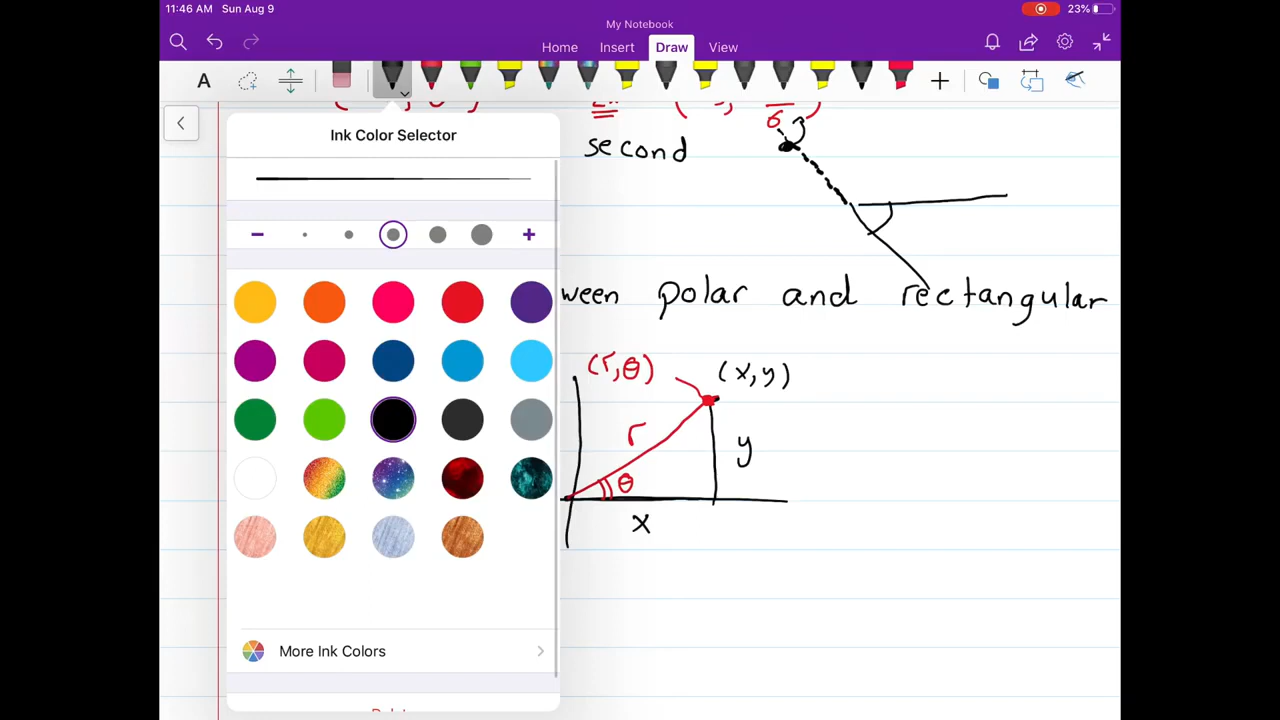 11:46 AM Sun Aug 9
23%
My Notebook
Home Insert Draw View
A
Ink Color Selector
6
second
ween polar and rectangular
(r,θ) (x,y)
r
y
θ
x
More Ink Colors